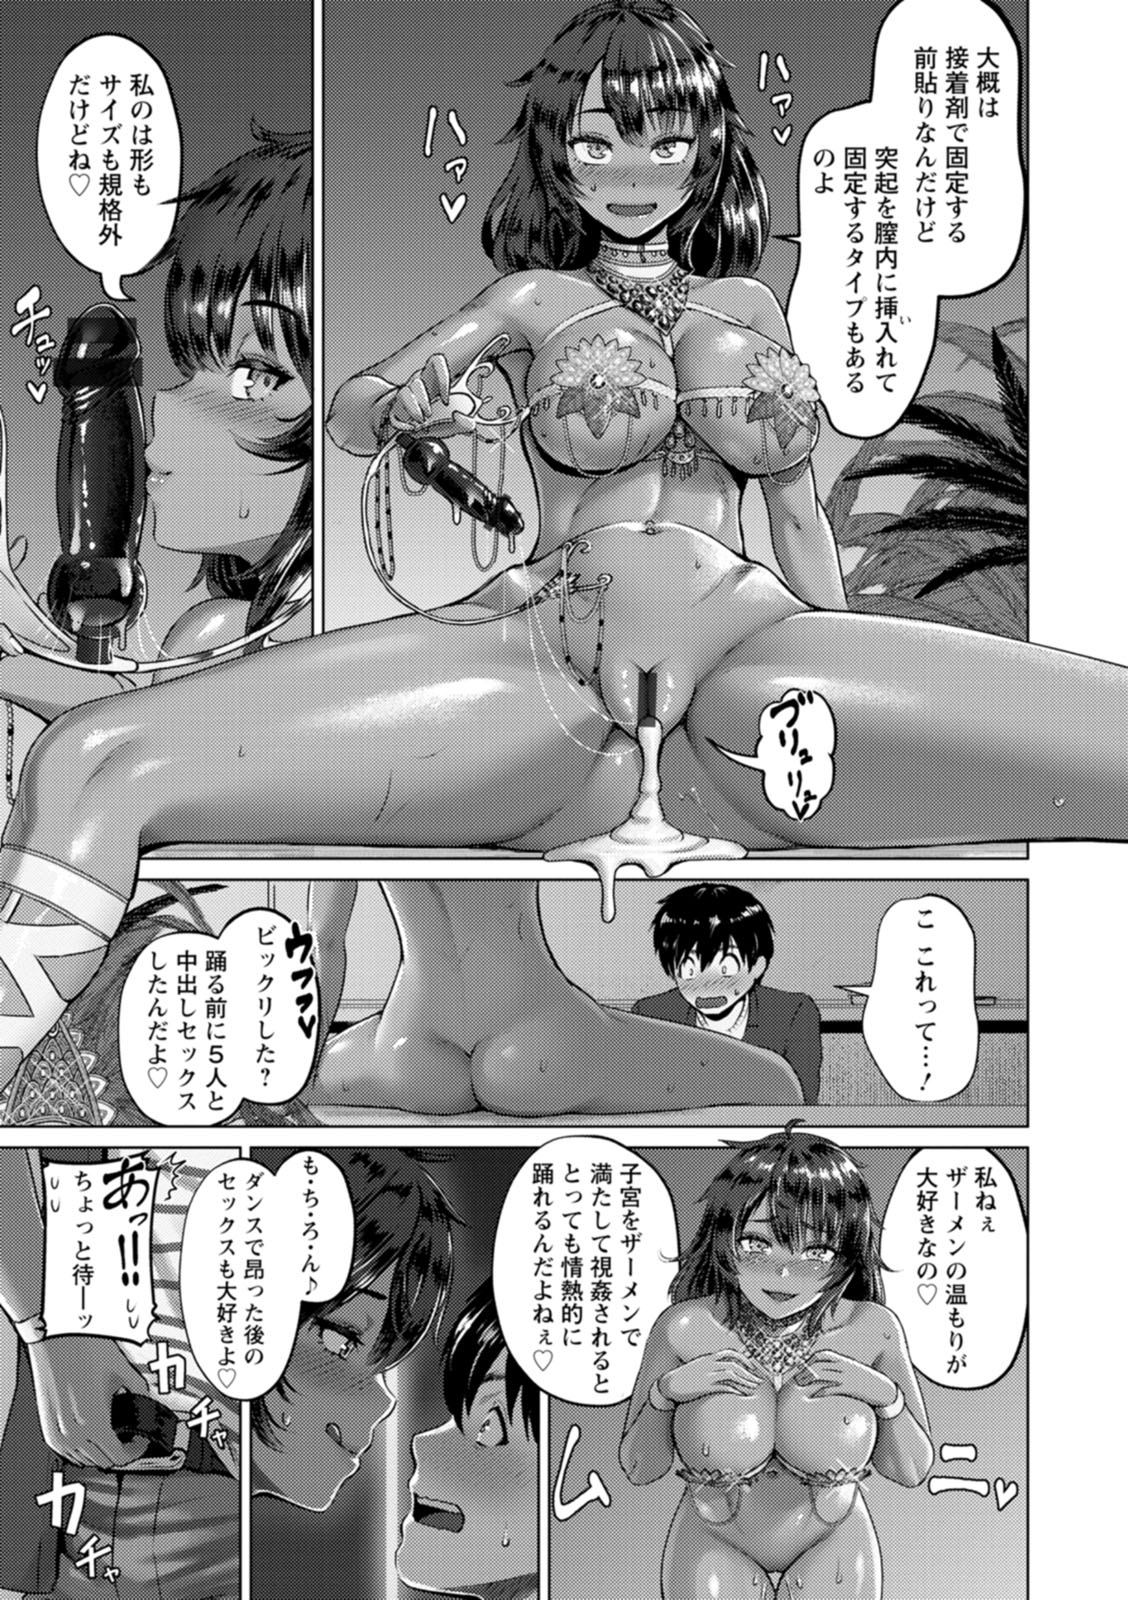 大概は
接着剤で固定する
前貼りなんだけど
突起を膣内に挿入れて
い
固定するタイプもある
のよ
ハァ♥
ハァ♥
私のは形も
サイズも規格外
だけどね♡
チュッ♥
ブリュリュ♥
こ これって…！
ウフフ♥
ビックリした？
踊る前に5人と
中出しセックス
したんだよ♡
私ねぇ
ザーメンの温もりが
大好きなの♡
子宮をザーメンで
満たして視姦されると
とっても情熱的に
踊れるんだよねぇ♡
ムニ♥
も・ち・ろ・ん♪
ダンスで昂った後の
セックスも大好きよ♡
あっ!!
ちょっと待ーッ
カチャ
カチャ